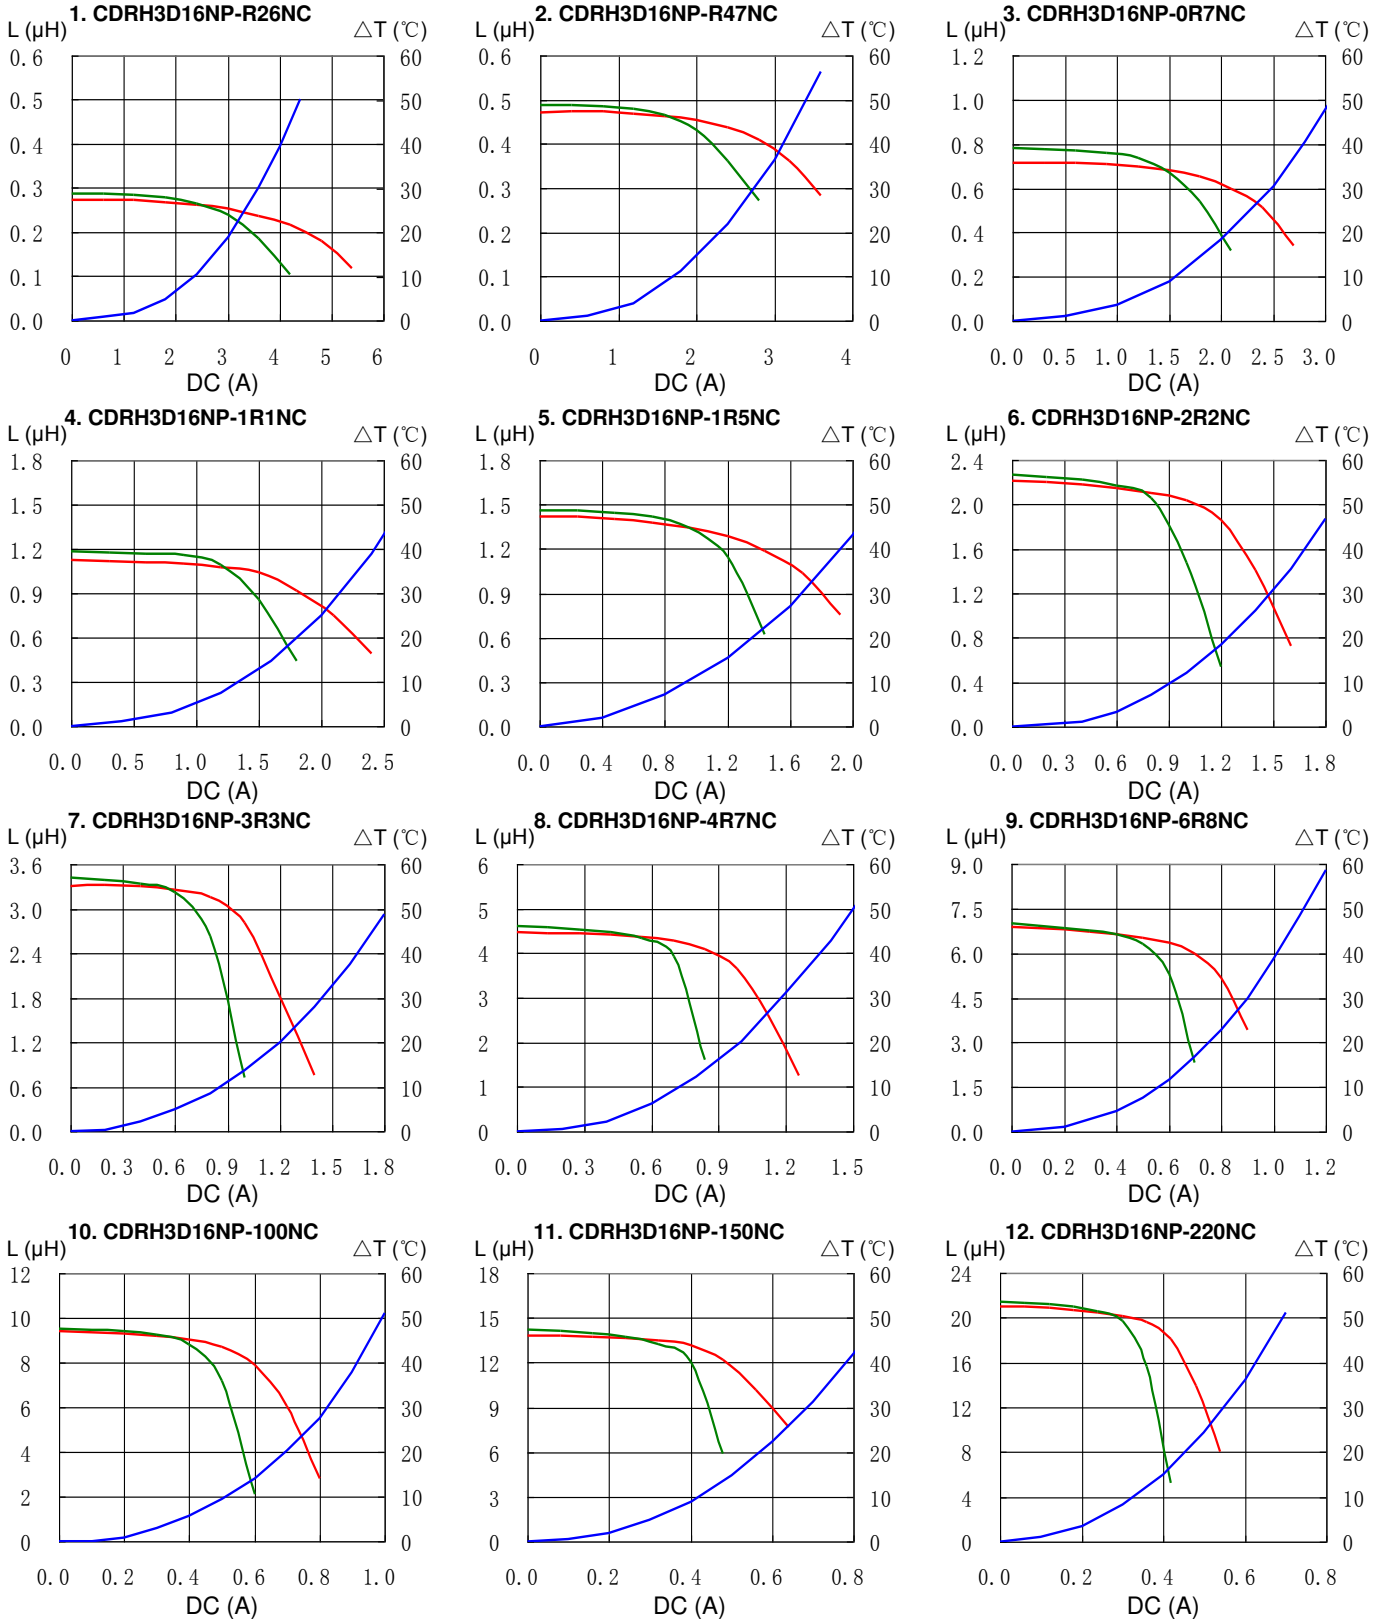 1. CDRH3D16NP-R26NC
L (μH)
△T (℃)
0.6
0.5
0.4
0.3
0.2
0.1
0.0
60
50
40
30
20
10
0
0 1 2 3 4 5 6
DC (A)
2. CDRH3D16NP-R47NC
L (μH)
△T (℃)
0.6
0.5
0.4
0.3
0.2
0.1
0.0
60
50
40
30
20
10
0
0 1 2 3 4
DC (A)
3. CDRH3D16NP-0R7NC
L (μH)
△T (℃)
1.2
1.0
0.8
0.6
0.4
0.2
0.0
60
50
40
30
20
10
0
0.0 0.5 1.0 1.5 2.0 2.5 3.0
DC (A)
4. CDRH3D16NP-1R1NC
L (μH)
△T (℃)
1.8
1.5
1.2
0.9
0.6
0.3
0.0
60
50
40
30
20
10
0
0.0 0.5 1.0 1.5 2.0 2.5
DC (A)
5. CDRH3D16NP-1R5NC
L (μH)
△T (℃)
1.8
1.5
1.2
0.9
0.6
0.3
0.0
60
50
40
30
20
10
0
0.0 0.4 0.8 1.2 1.6 2.0
DC (A)
6. CDRH3D16NP-2R2NC
L (μH)
△T (℃)
2.4
2.0
1.6
1.2
0.8
0.4
0.0
60
50
40
30
20
10
0
0.0 0.3 0.6 0.9 1.2 1.5 1.8
DC (A)
7. CDRH3D16NP-3R3NC
L (μH)
△T (℃)
3.6
3.0
2.4
1.8
1.2
0.6
0.0
60
50
40
30
20
10
0
0.0 0.3 0.6 0.9 1.2 1.5 1.8
DC (A)
8. CDRH3D16NP-4R7NC
L (μH)
△T (℃)
6
5
4
3
2
1
0
60
50
40
30
20
10
0
0.0 0.3 0.6 0.9 1.2 1.5
DC (A)
9. CDRH3D16NP-6R8NC
L (μH)
△T (℃)
9.0
7.5
6.0
4.5
3.0
1.5
0.0
60
50
40
30
20
10
0
0.0 0.2 0.4 0.6 0.8 1.0 1.2
DC (A)
10. CDRH3D16NP-100NC
L (μH)
△T (℃)
12
10
8
6
4
2
0
60
50
40
30
20
10
0
0.0 0.2 0.4 0.6 0.8 1.0
DC (A)
11. CDRH3D16NP-150NC
L (μH)
△T (℃)
18
15
12
9
6
3
0
60
50
40
30
20
10
0
0.0 0.2 0.4 0.6 0.8
DC (A)
12. CDRH3D16NP-220NC
L (μH)
△T (℃)
24
20
16
12
8
4
0
60
50
40
30
20
10
0
0.0 0.2 0.4 0.6 0.8
DC (A)